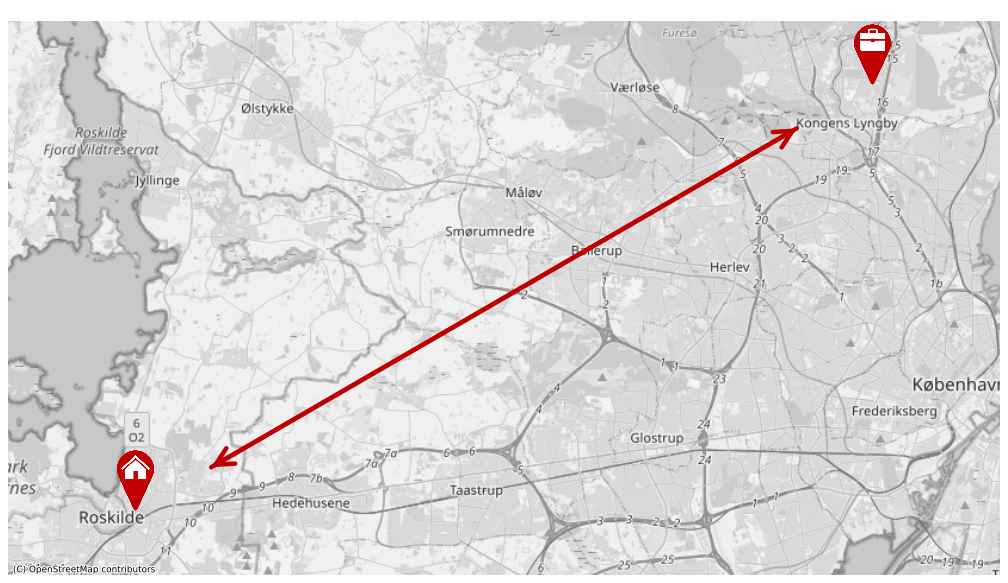 Furesø
5
15
Værløse
8
16
Ølstykke
Kongens Lyngby
Roskilde
Fjord Vildtreservat
7
17
6
5
19
19
5
Jyllinge
Måløv
5
3
4
20
Smørumnedre
3
2
2
20
Ballerup
Herlev
1
21
1b
2
2
1
1
1
23
København
4
Frederiksberg
4
6
O2
24
Glostrup
7a
7a
6
6
24
5
ark
nes
8
7b
9
9
Taastrup
Hedehusene
10
1
1
Roskilde
10
3
3
2
2
11
25
25
20
19
19
(C) OpenStreetMap contributors